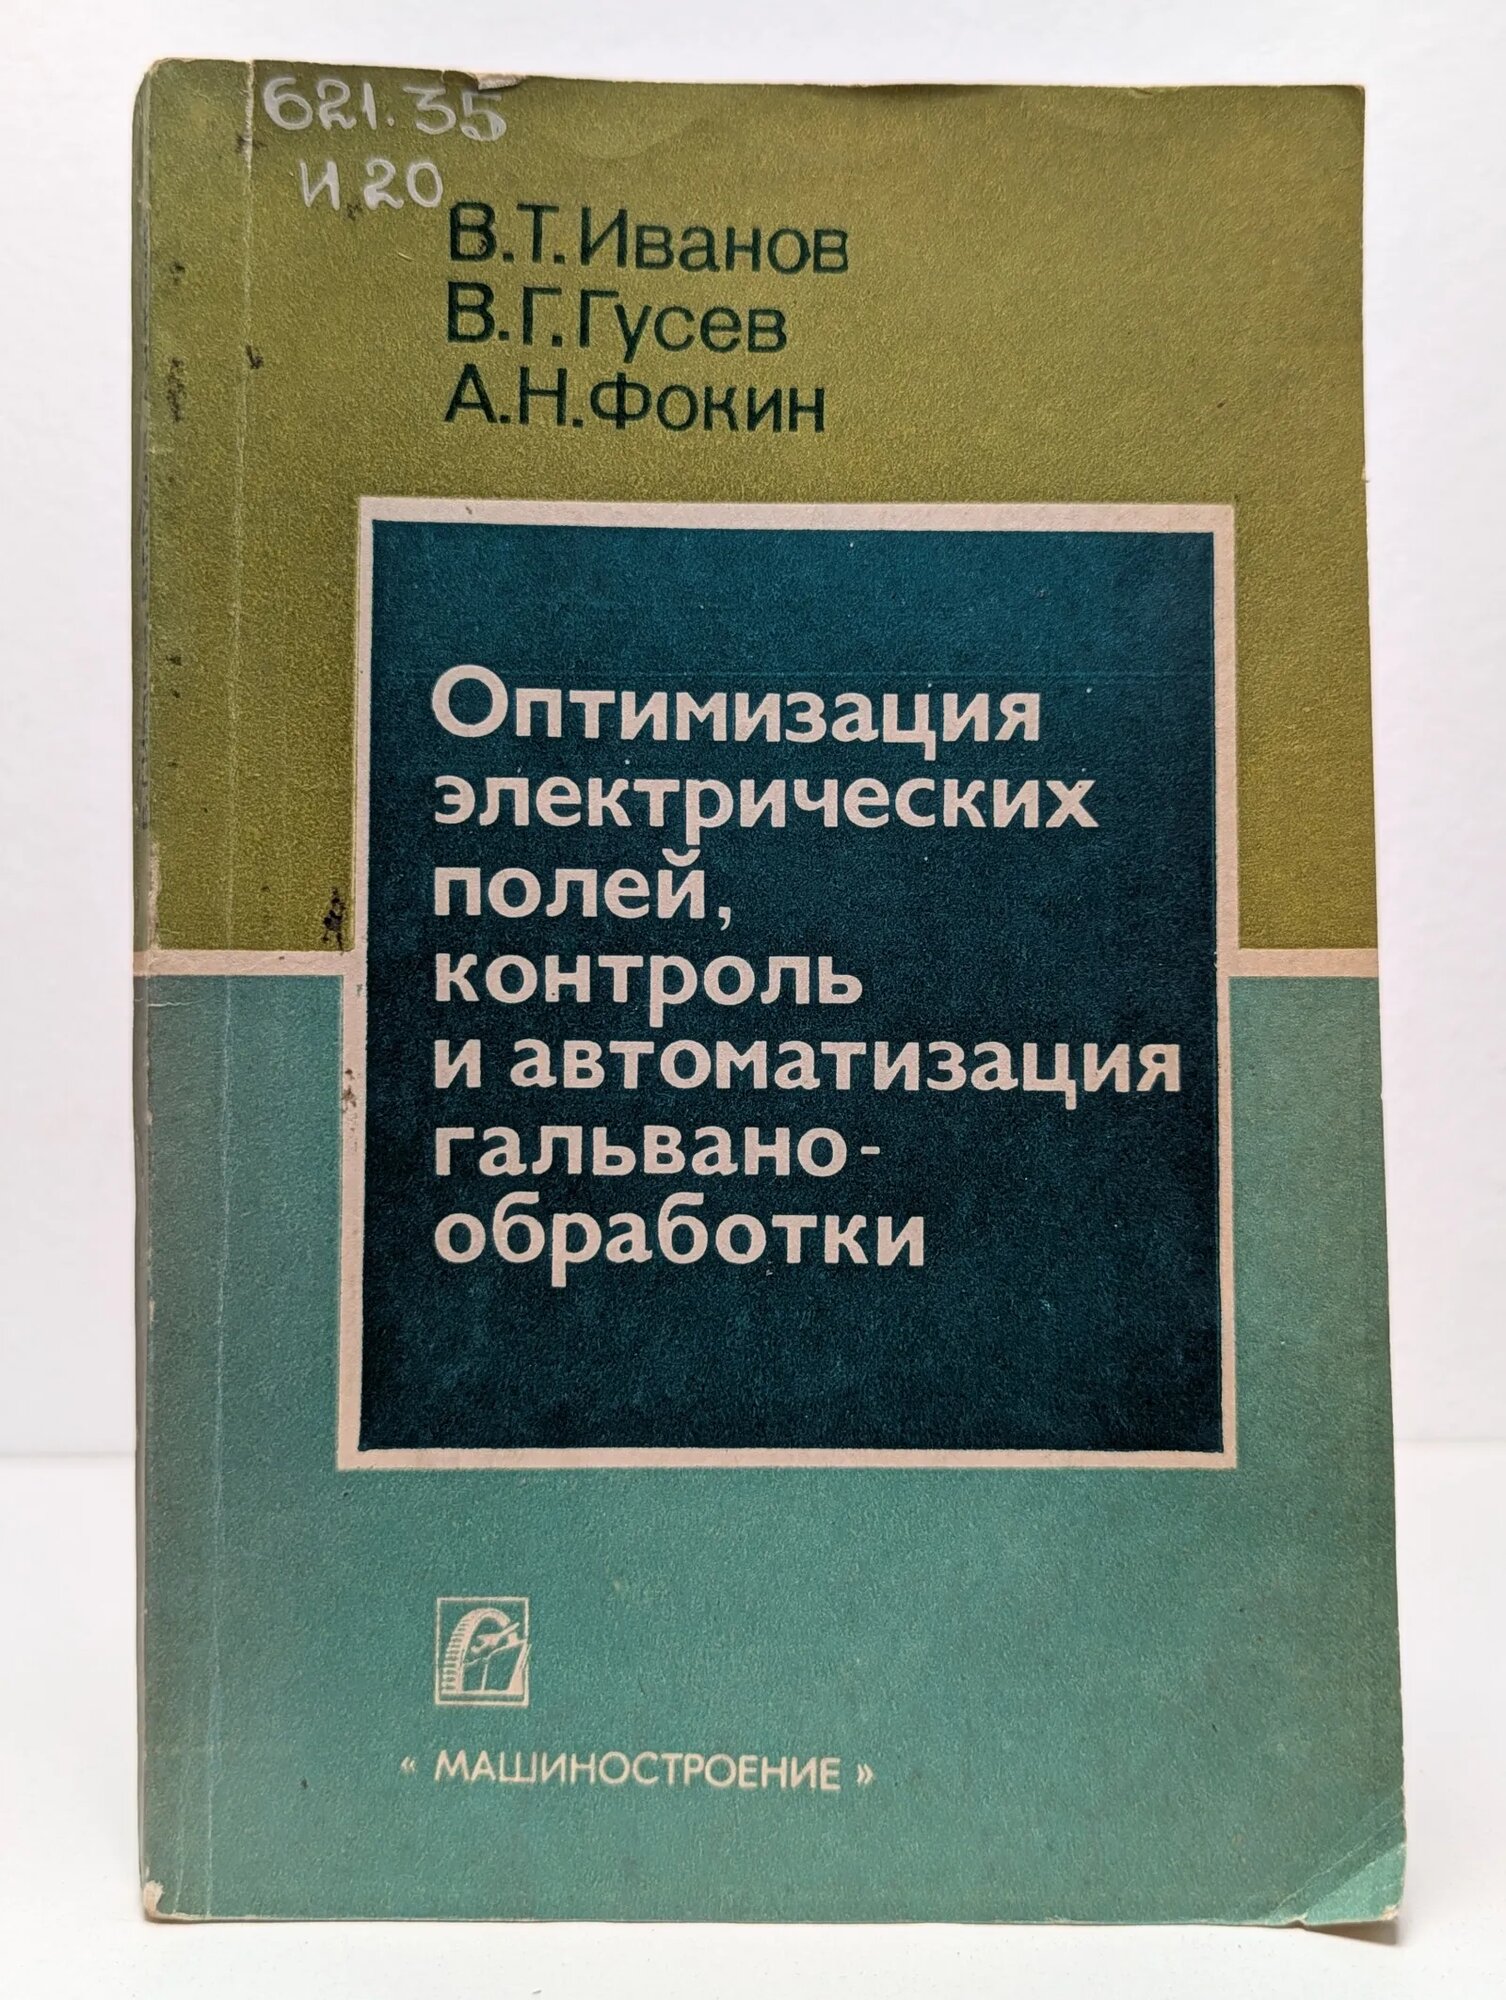 621.35
И 20
В.Т.Иванов
В.Г.Гусев
А.Н.Фокин
Оптимизация
электрических
полей,
контроль
и автоматизация
гальвано-
обработки
« МАШИНОСТРОЕНИЕ »